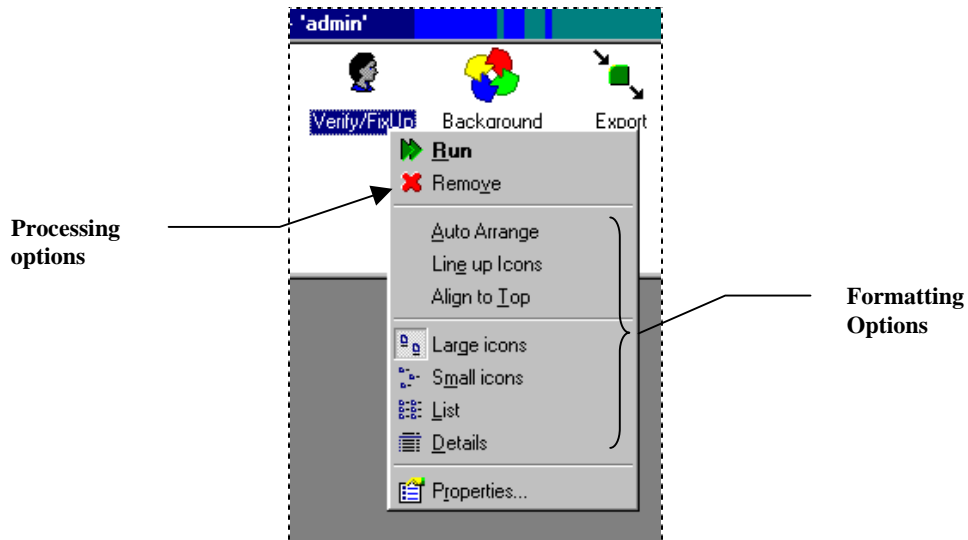 'admin'
Verify/FixUp Background Export
Run
Remove
Processing
options
Auto Arrange
Line up Icons
Align to Top
Formatting
Options
Large icons
Small icons
List
Details
Properties...